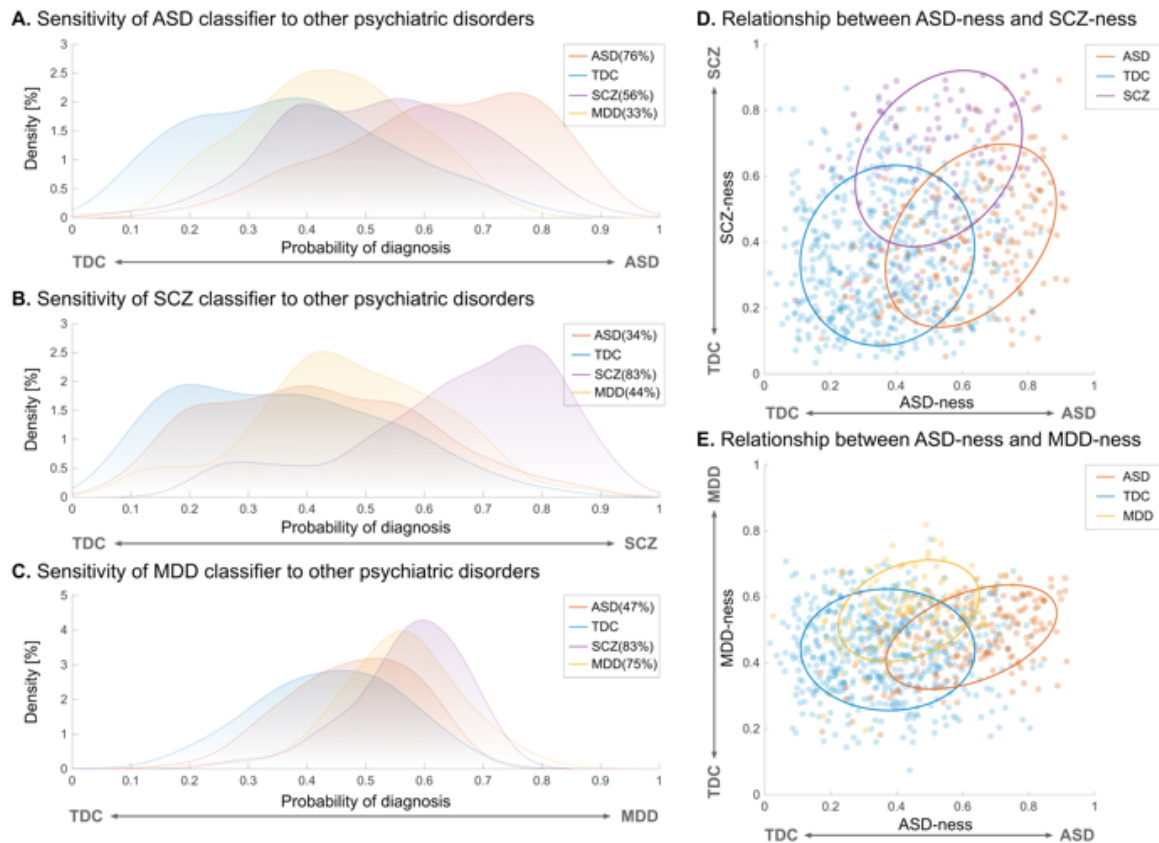 A. Sensitivity of ASD classifier to other psychiatric disorders
3
2.5
2
1.5
1
0.5
0
Density [%]
ASD(76%)
TDC
SCZ(56%)
MDD(33%)
0 0.1 0.2 0.3 0.4 0.5 0.6 0.7 0.8 0.9 1
Probability of diagnosis
TDC ASD
B. Sensitivity of SCZ classifier to other psychiatric disorders
3
2.5
2
1.5
1
0.5
0
Density [%]
ASD(34%)
TDC
SCZ(83%)
MDD(44%)
0 0.1 0.2 0.3 0.4 0.5 0.6 0.7 0.8 0.9 1
Probability of diagnosis
TDC SCZ
C. Sensitivity of MDD classifier to other psychiatric disorders
5
4
3
2
1
0
Density [%]
ASD(47%)
TDC
SCZ(83%)
MDD(75%)
0 0.1 0.2 0.3 0.4 0.5 0.6 0.7 0.8 0.9 1
Probability of diagnosis
TDC MDD
D. Relationship between ASD-ness and SCZ-ness
SCZ
TDC
SCZ-ness
1
0.8
0.6
0.4
0.2
0
ASD
TDC
SCZ
0 0.2 0.4 0.6 0.8 1
ASD-ness
TDC ASD
E. Relationship between ASD-ness and MDD-ness
MDD
TDC
MDD-ness
1
0.8
0.6
0.4
0.2
0
ASD
TDC
MDD
0 0.2 0.4 0.6 0.8 1
ASD-ness
TDC ASD